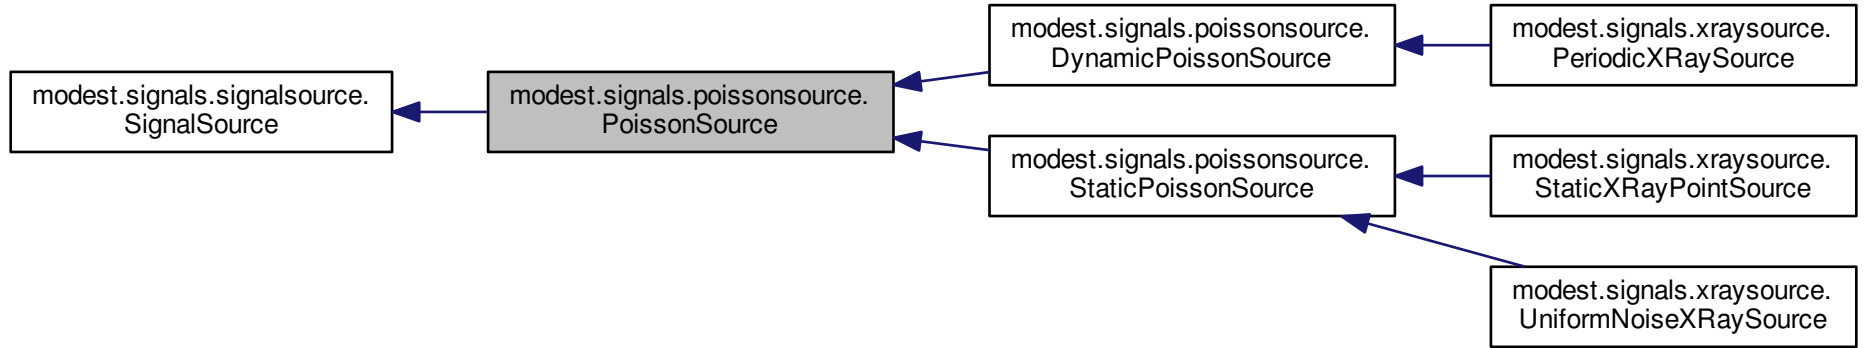 modest.signals.signalsource.
SignalSource
modest.signals.poissonsource.
PoissonSource
modest.signals.poissonsource.
DynamicPoissonSource
modest.signals.xraysource.
PeriodicXRaySource
modest.signals.poissonsource.
StaticPoissonSource
modest.signals.xraysource.
StaticXRayPointSource
modest.signals.xraysource.
UniformNoiseXRaySource